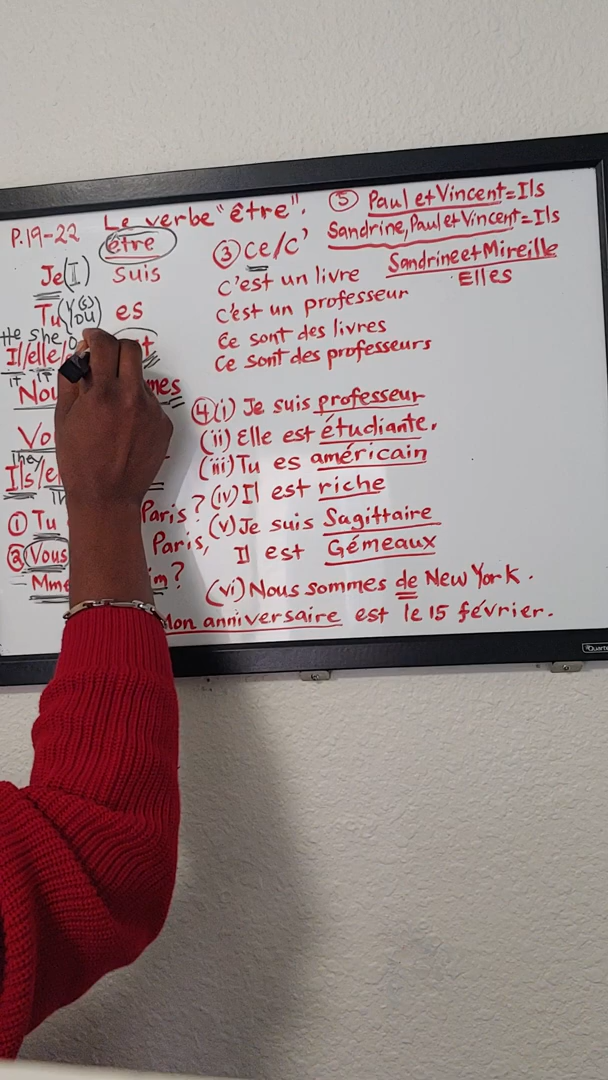 P.19-22 Le verbe "être".
être
Je (I) suis
Tu (You (s)) es
He she
Il/elle/
it it
Nou mes
Vo
They
Ils/e
① Tu Paris?
② Vous Paris,
Mme im?
③ ce/c'
c'est un livre
c'est un professeur
Ce sont des livres
Ce sont des professeurs
④(i) Je suis professeur
(ii) Elle est étudiante.
(iii) Tu es américain
(iv) Il est riche
(v) Je suis Sagittaire
Il est Gémeaux
(vi) Nous sommes de New York.
Mon anniversaire est le 15 février.
⑤ Paul et Vincent = Ils
Sandrine, Paul et Vincent = Ils
Sandrine et Mireille
Elles
Quartet